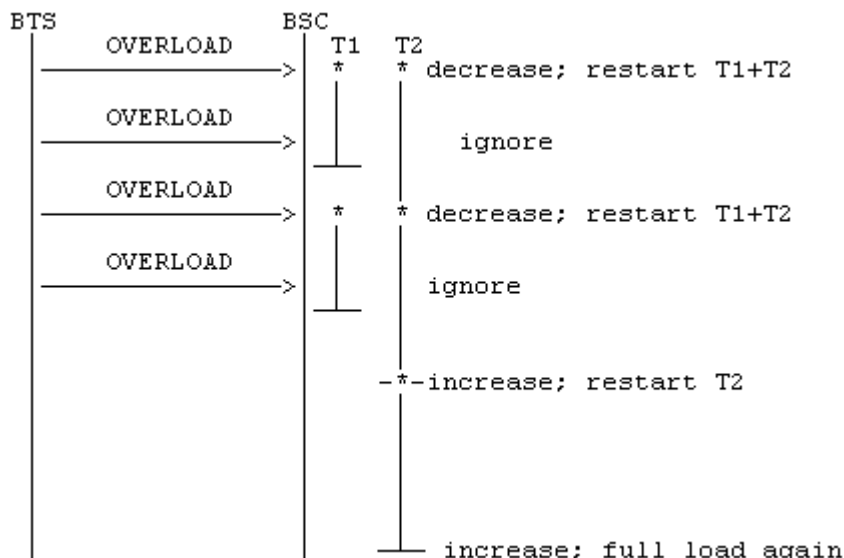 BTS BSC
OVERLOAD T1 T2
* * decrease; restart T1+T2
OVERLOAD
ignore
OVERLOAD
* * decrease; restart T1+T2
OVERLOAD
ignore
-*-increase; restart T2
increase; full load again